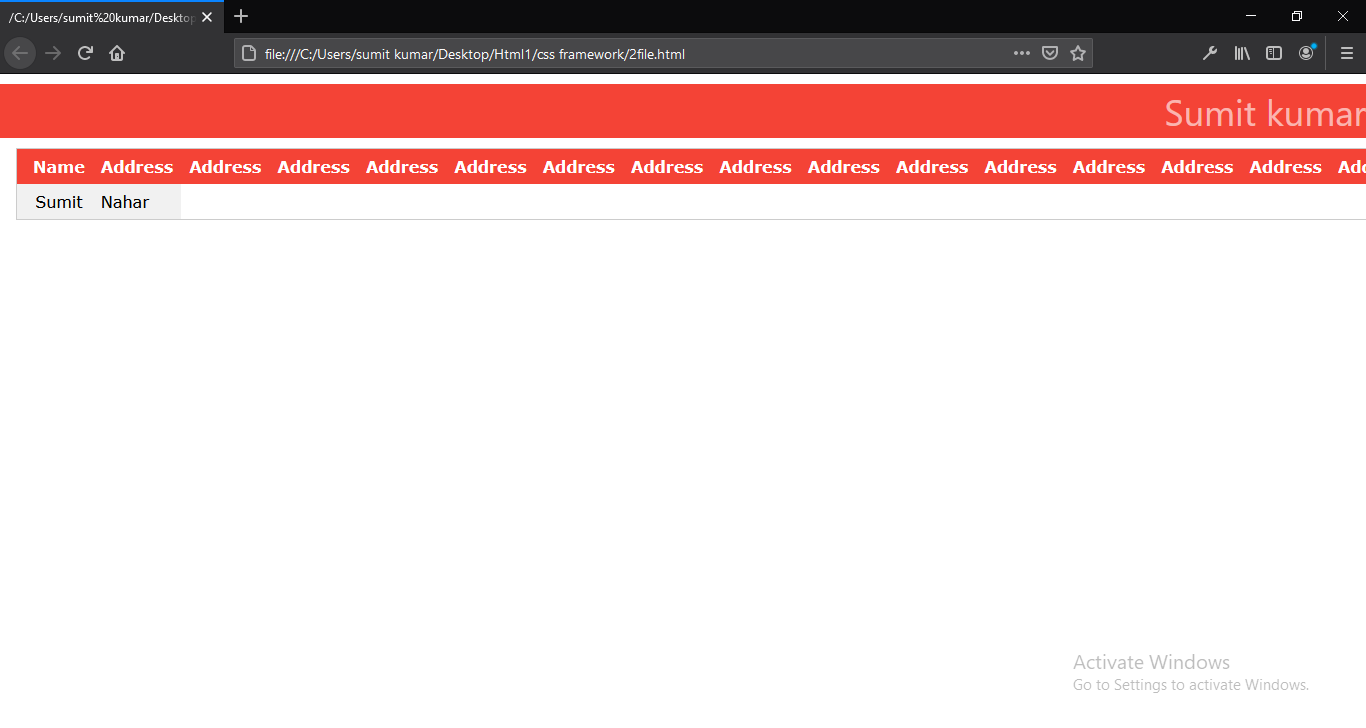 /C:/Users/sumit%20kumar/Desktop
file:///C:/Users/sumit kumar/Desktop/Html1/css framework/2file.html
Sumit kumar
Name Address Address Address Address Address Address Address Address Address Address Address Address Address Address Add
Sumit Nahar
Activate Windows
Go to Settings to activate Windows.